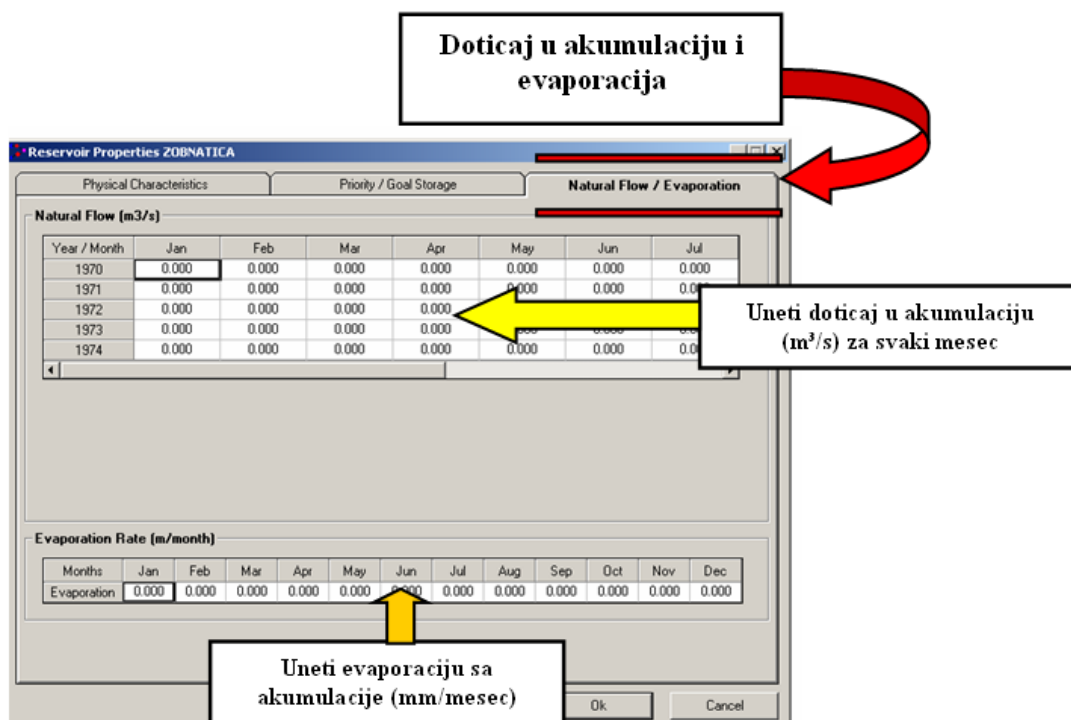 Doticaj u akumulaciju i
evaporacija
Reservoir Properties ZOBNATICA
Physical Characteristics Priority / Goal Storage Natural Flow / Evaporation
Natural Flow (m3/s)
Year / Month Jan Feb Mar Apr May Jun Jul
1970 0.000 0.000 0.000 0.000 0.000 0.000 0.000
1971 0.000 0.000 0.000 0.000 0.000
1972 0.000 0.000 0.000 0.000
1973 0.000 0.000 0.000 0.000
1974 0.000 0.000 0.000 0.000 0.000 0.000
Uneti doticaj u akumulaciju
(m³/s) za svaki mesec
Evaporation Rate (m/month)
Months Jan Feb Mar Apr May Jun Jul Aug Sep Oct Nov Dec
Evaporation 0.000 0.000 0.000 0.000 0.000 0.000 0.000 0.000 0.000 0.000 0.000
Uneti evaporaciju sa
akumulacije (mm/mesec)
Ok Cancel